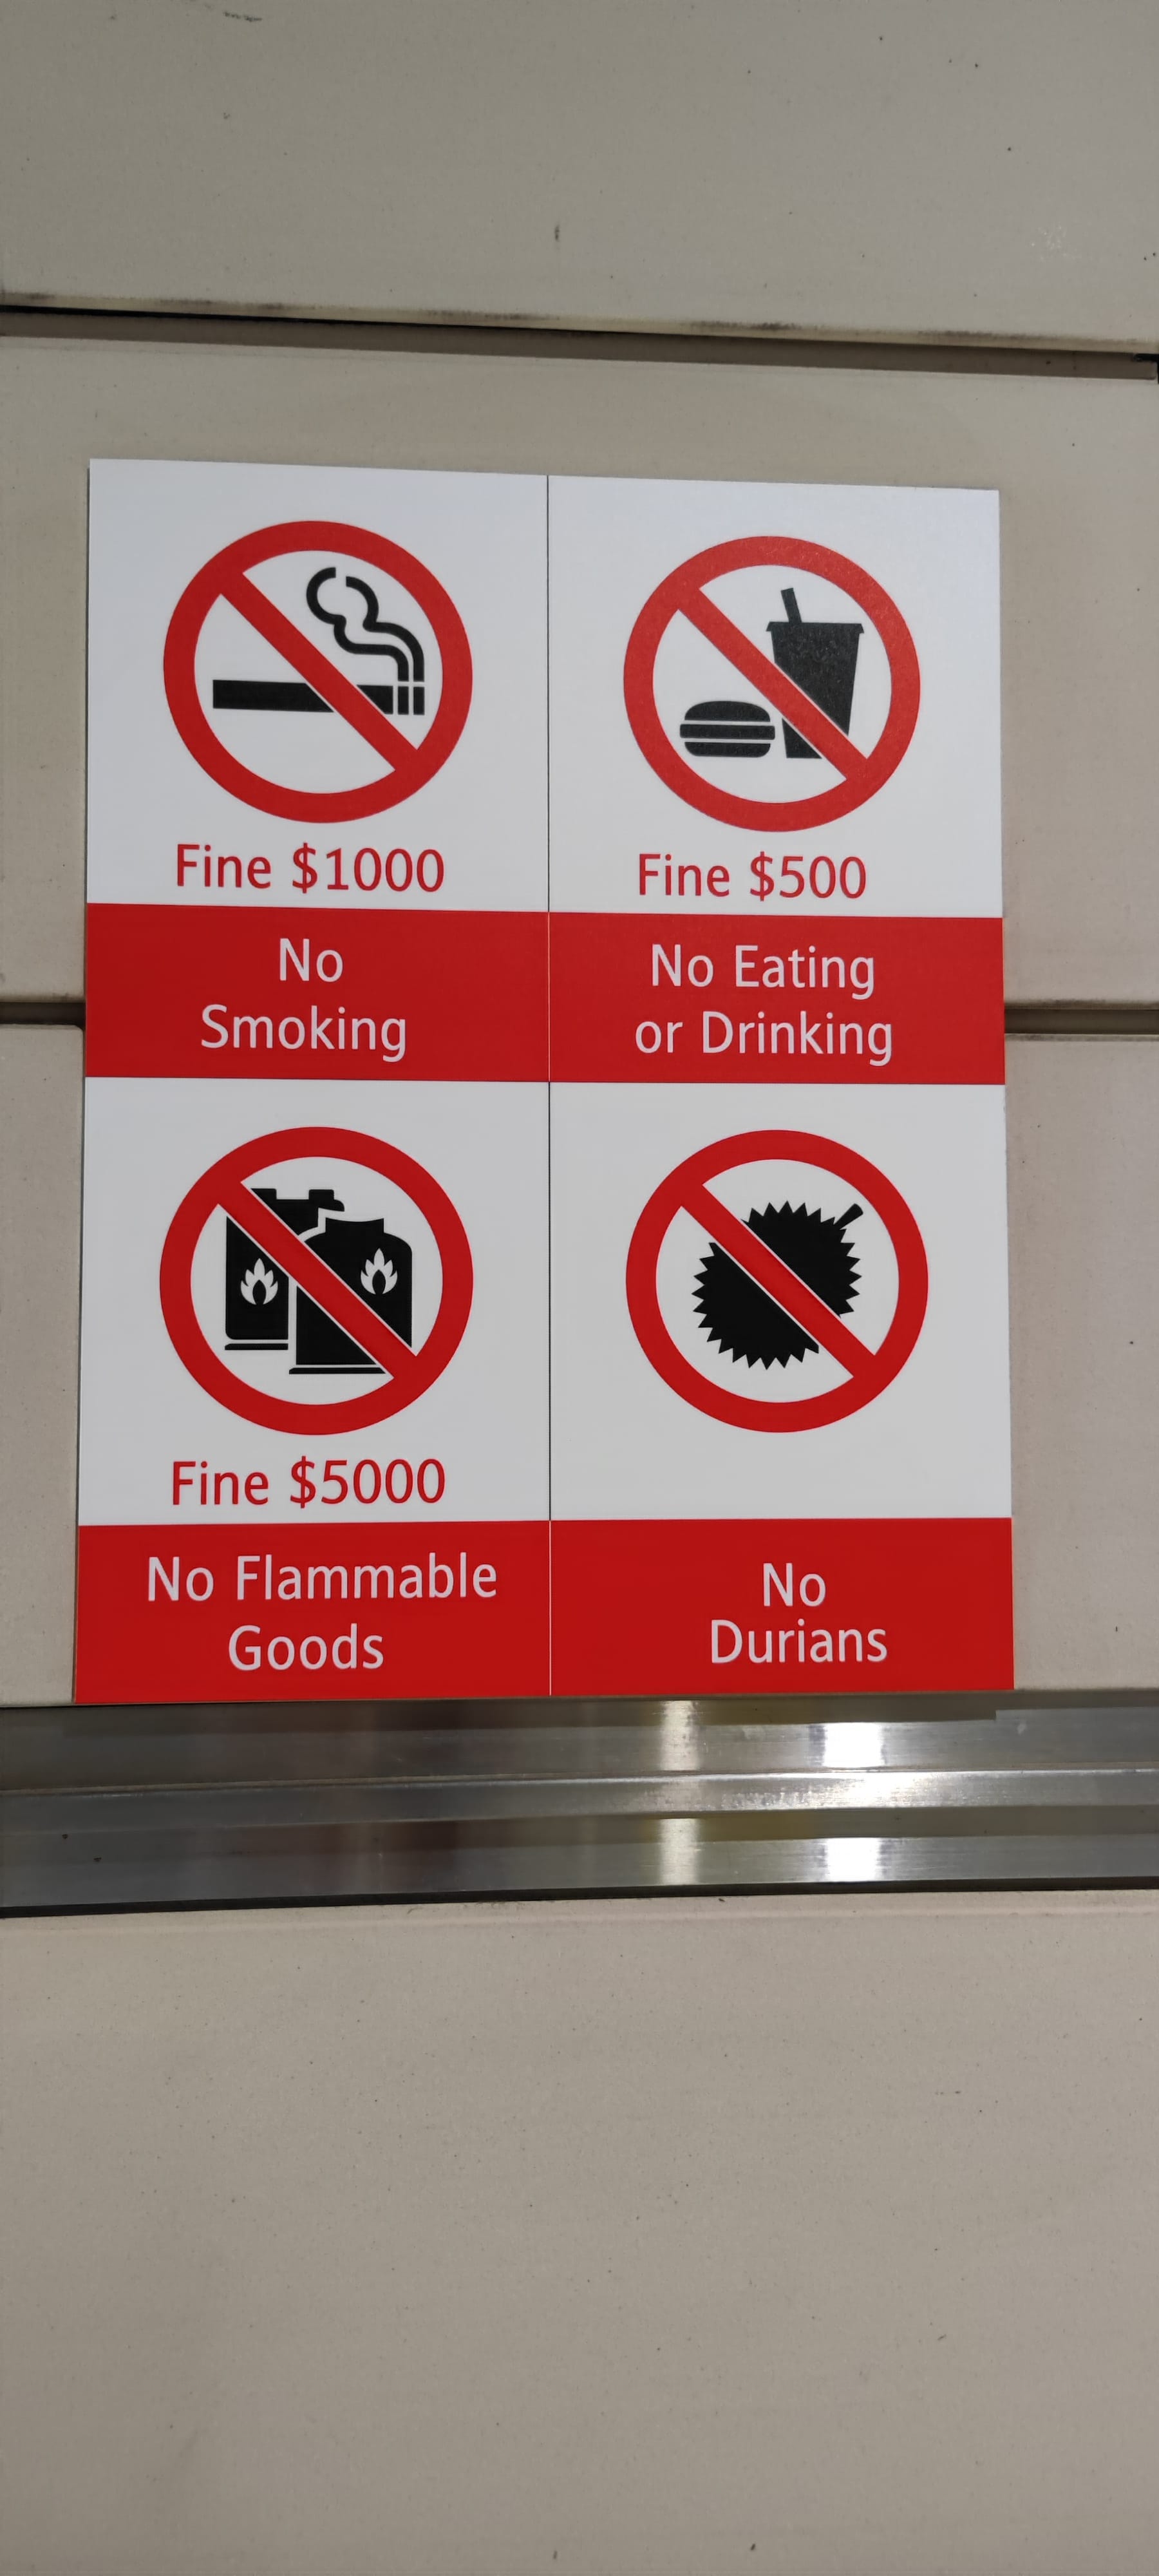 Fine $1000
No
Smoking
Fine $500
No Eating
or Drinking
Fine $5000
No Flammable
Goods
No
Durians